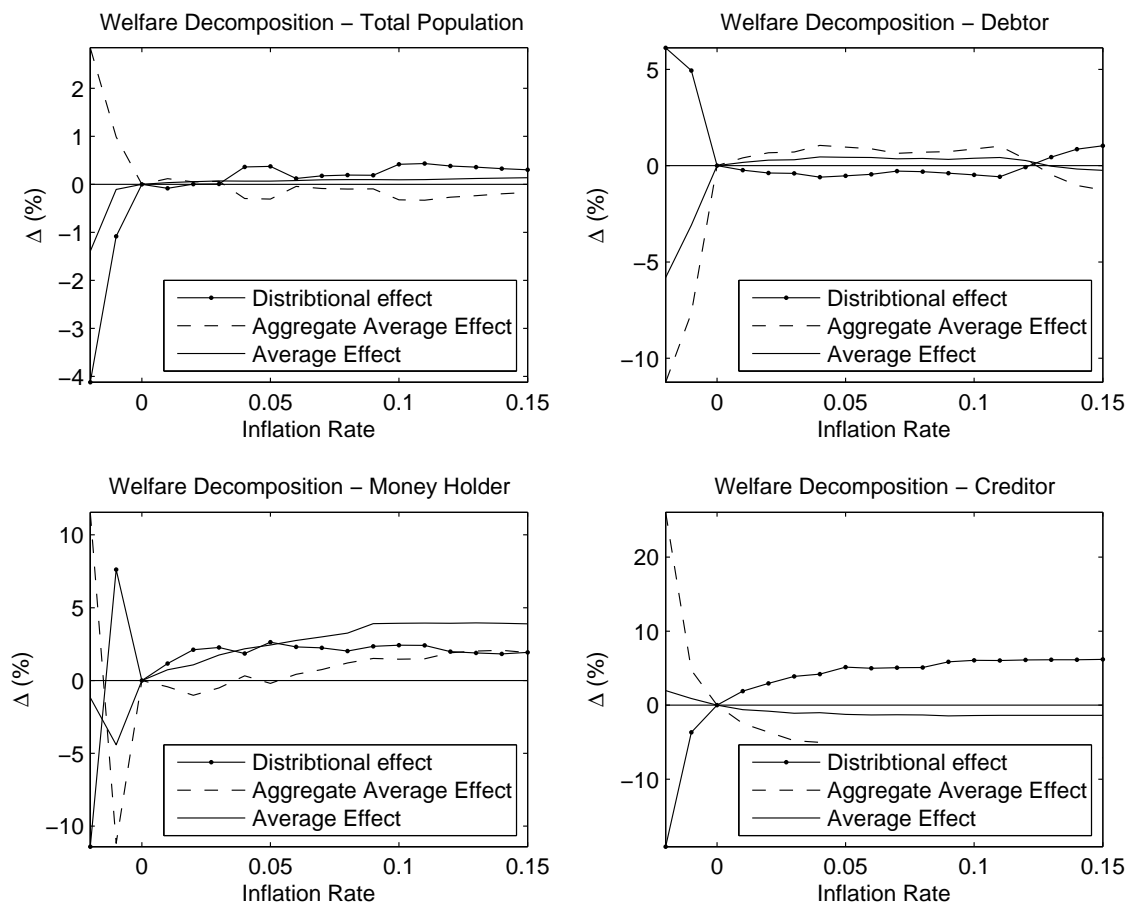 Welfare Decomposition − Total Population
Δ (%)
2
1
0
−1
−2
−3
−4
Distribtional effect
Aggregate Average Effect
Average Effect
0
0.05
0.1
0.15
Inflation Rate
Welfare Decomposition − Debtor
Δ (%)
5
0
−5
−10
Distribtional effect
Aggregate Average Effect
Average Effect
0
0.05
0.1
0.15
Inflation Rate
Welfare Decomposition − Money Holder
Δ (%)
10
5
0
−5
−10
Distribtional effect
Aggregate Average Effect
Average Effect
0
0.05
0.1
0.15
Inflation Rate
Welfare Decomposition − Creditor
Δ (%)
20
10
0
−10
Distribtional effect
Aggregate Average Effect
Average Effect
0
0.05
0.1
0.15
Inflation Rate